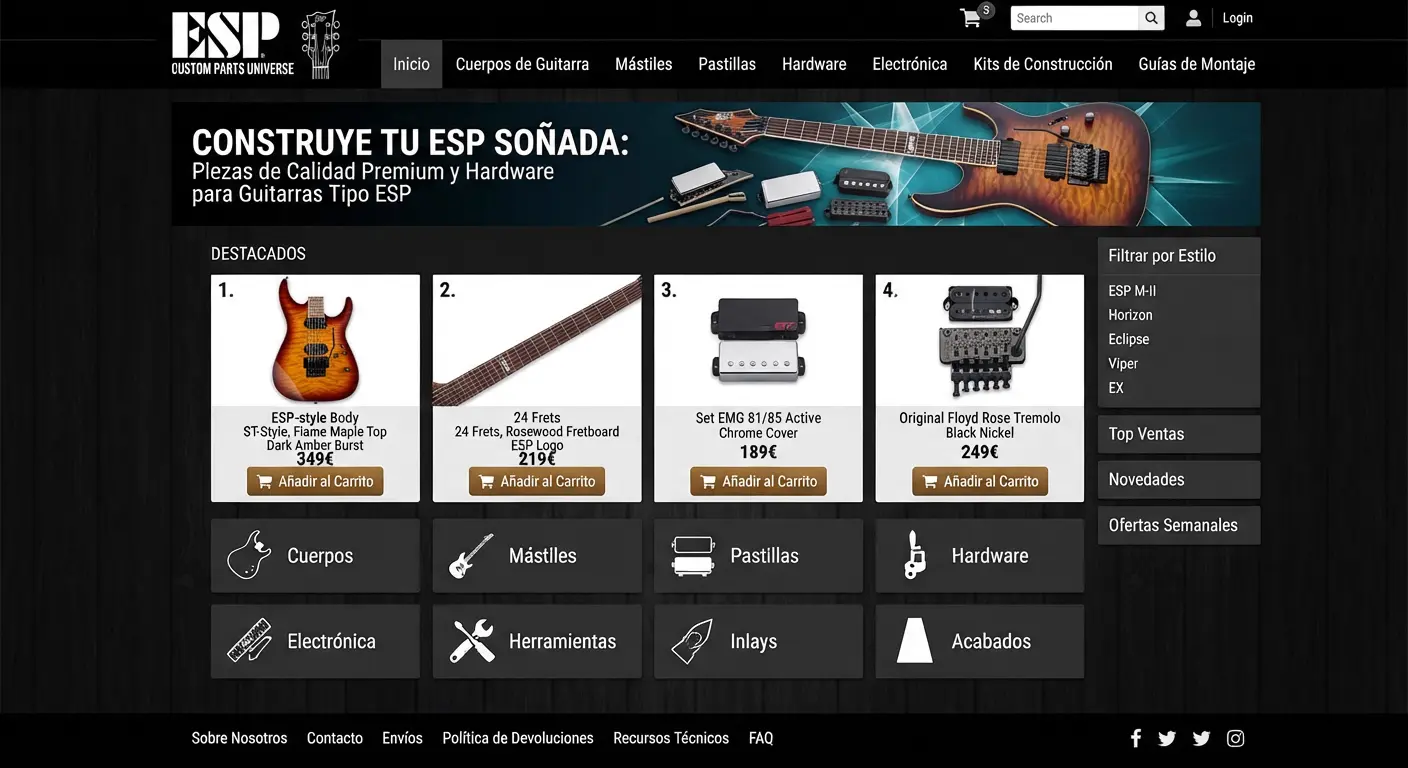 ESP
CUSTOM PARTS UNIVERSE
S
Search
Login
Inicio
Cuerpos de Guitarra
Mástiles
Pastillas
Hardware
Electrónica
Kits de Construcción
Guías de Montaje
CONSTRUYE TU ESP SOÑADA:
Plezas de Calidad Premium y Hardware
para Guitarras Tipo ESP
DESTACADOS
1.
ESP-style Body
ST-Style, Flame Maple Top
Dark Amber Burst
349€
Añadir al Carrito
2.
24 Frets
24 Frets, Rosewood Fretboard
ESP Logo
219€
Añadir al Carrito
3.
Set EMG 81/85 Active
Chrome Cover
189€
Añadir al Carrito
4.
Original Floyd Rose Tremolo
Black Nickel
249€
Añadir al Carrito
Filtrar por Estilo
ESP M-II
Horizon
Eclipse
Viper
EX
Top Ventas
Novedades
Ofertas Semanales
Cuerpos
Mástlles
Pastillas
Hardware
Electrónica
Herramientas
Inlays
Acabados
Sobre Nosotros
Contacto
Envíos
Política de Devoluciones
Recursos Técnicos
FAQ